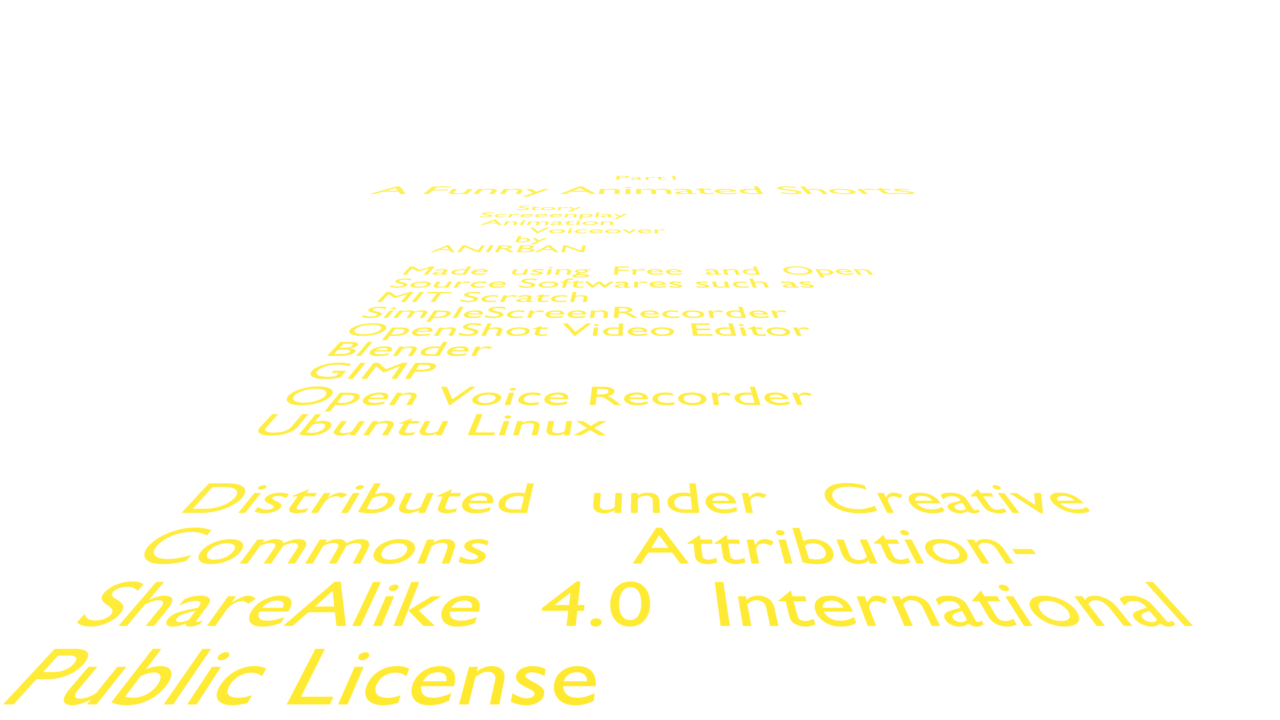 Part1
A Funny Animated Shorts
Story
Screeenplay
Animation
Voiceover
by
ANIRBAN
Made using Free and Open
Source Softwares such as
MIT Scratch
SimpleScreenRecorder
OpenShot Video Editor
Blender
GIMP
Open Voice Recorder
Ubuntu Linux
Distributed under Creative
Commons Attribution-
ShareAlike 4.0 International
Public License